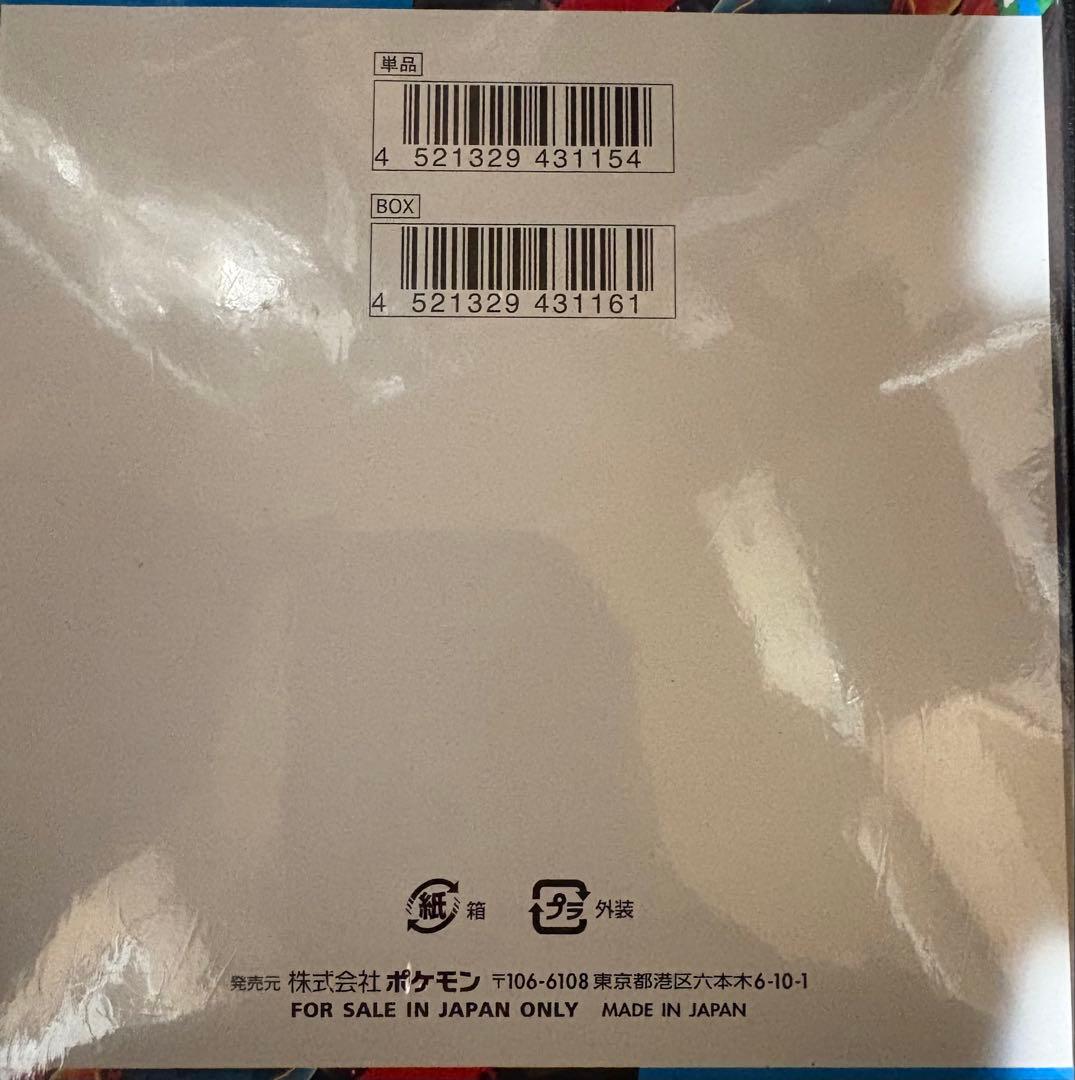 単品
4 521329 431154
BOX
4 521329 431161
紙 箱 プラ 外装
発売元 株式会社 ポケモン 〒106-6108 東京都港区六本木6-10-1
FOR SALE IN JAPAN ONLY MADE IN JAPAN